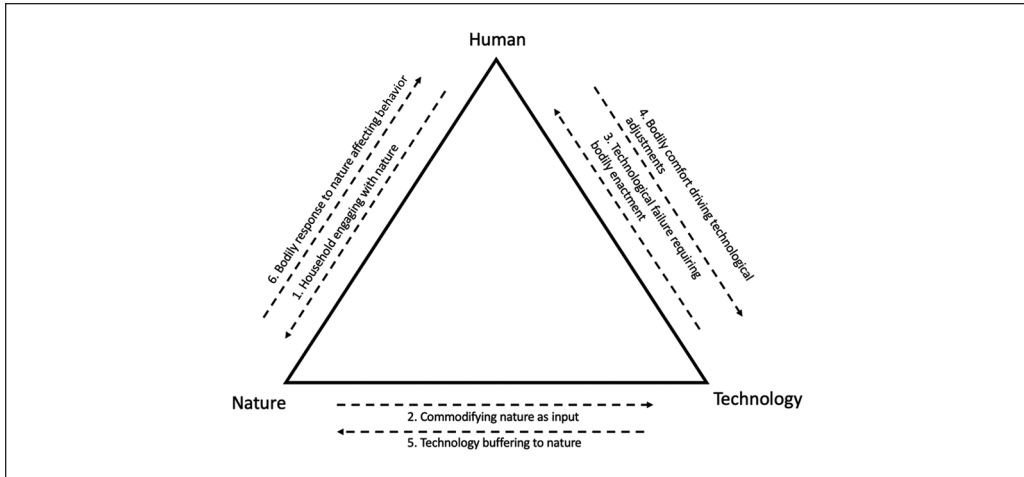 Human
6. Bodily response to nature affecting behavior
1. Household engaging with nature
4. Bodily comfort driving technological
adjustments
3. Technological failure requiring
bodily enactment
Nature
Technology
2. Commodifying nature as input
5. Technology buffering to nature